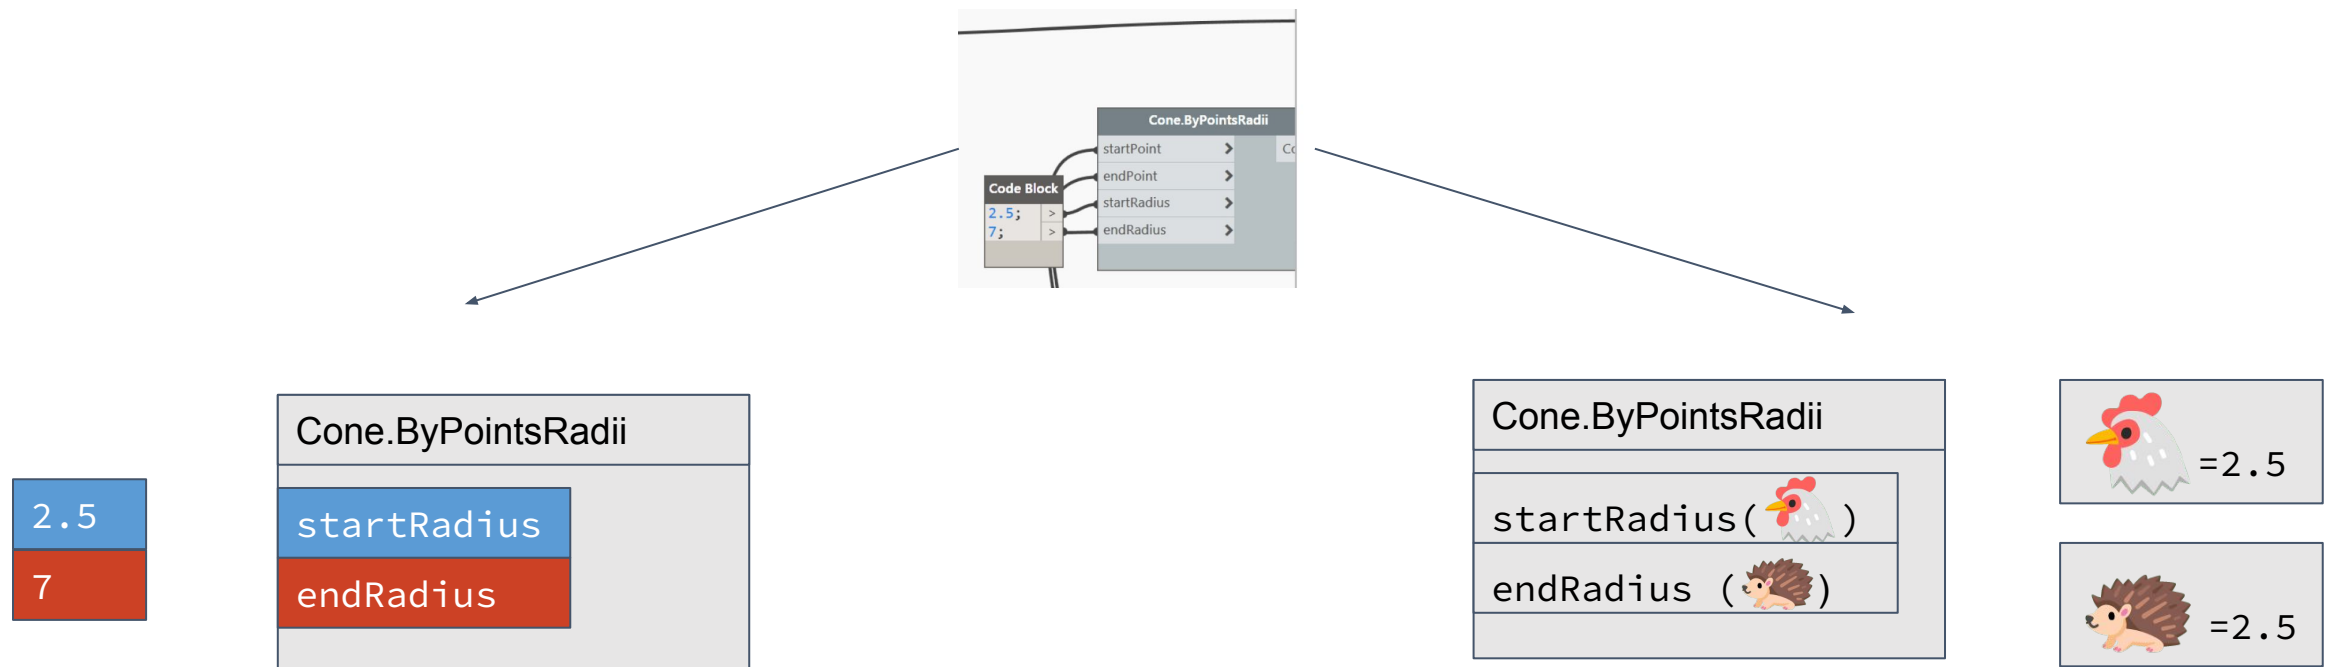 Cone.ByPointsRadii
startPoint
endPoint
startRadius
endRadius
Code Block
2.5; >
7; >
2.5
7
Cone.ByPointsRadii
startRadius
endRadius
Cone.ByPointsRadii
startRadius( )
endRadius ( )
=2.5
=2.5